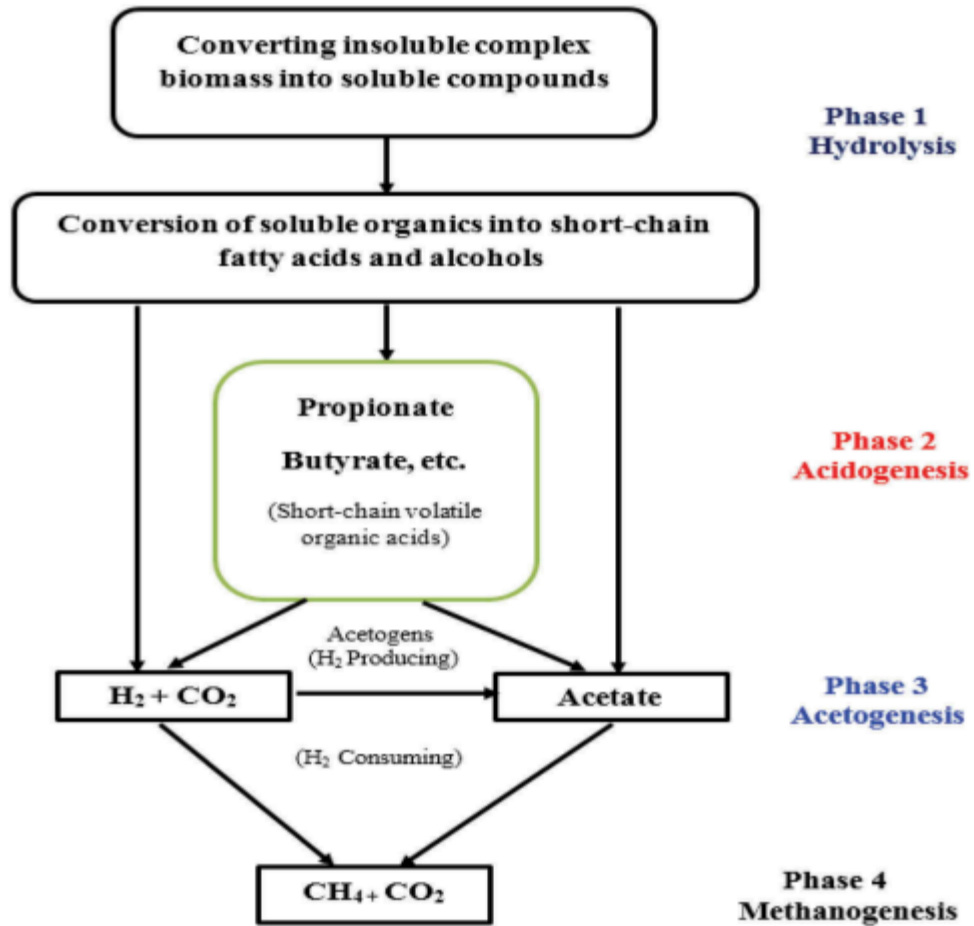 Converting insoluble complex
biomass into soluble compounds
Phase 1
Hydrolysis
Conversion of soluble organics into short-chain
fatty acids and alcohols
Propionate
Butyrate, etc.
(Short-chain volatile
organic acids)
Phase 2
Acidogenesis
Acetogens
(H₂ Producing)
H₂ + CO₂
Acetate
Phase 3
Acetogenesis
(H₂ Consuming)
CH₄ + CO₂
Phase 4
Methanogenesis